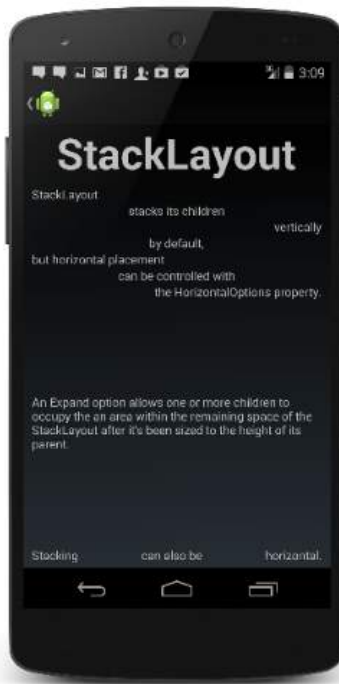 3:09
StackLayout
StackLayout
stacks its children
vertically
by default,
but horizontal placement
can be controlled with
the HorizontalOptions property.
An Expand option allows one or more children to
occupy the an area within the remaining space of the
StackLayout after it's been sized to the height of its
parent.
Stacking can also be horizontal.